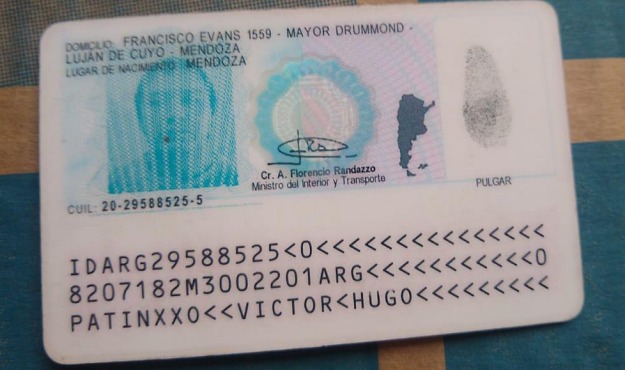 DOMICILIO: FRANCISCO EVANS 1559 - MAYOR DRUMMOND -
LUJÁN DE CUYO - MENDOZA
LUGAR DE NACIMIENTO: MENDOZA
Cr. A. Florencio Randazzo
Ministro del Interior y Transporte
PULGAR
CUIL: 20-29588525-5
IDARG29588525<0<<<<<<<<<<<<<<<
8207182M3002201ARG<<<<<<<<<<<0
PATINXXO<<VICTOR<HUGO<<<<<<<<<